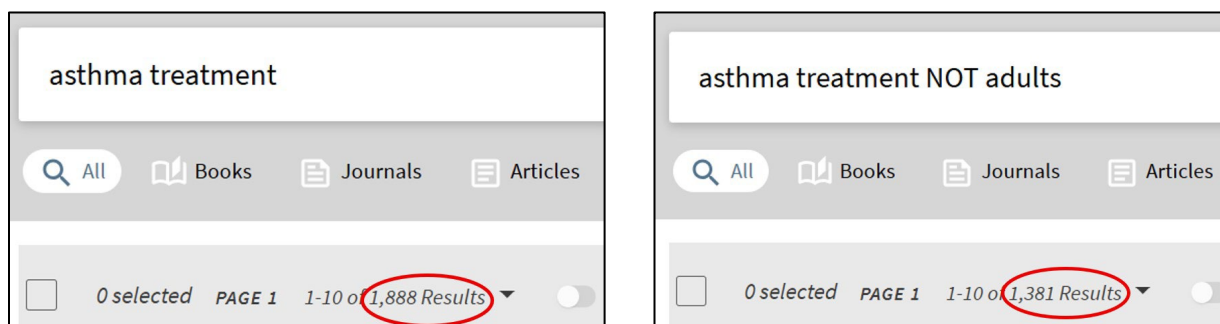 asthma treatment
All Books Journals Articles
0 selected PAGE 1 1-10 of 1,888 Results
asthma treatment NOT adults
All Books Journals Articles
0 selected PAGE 1 1-10 of 1,381 Results